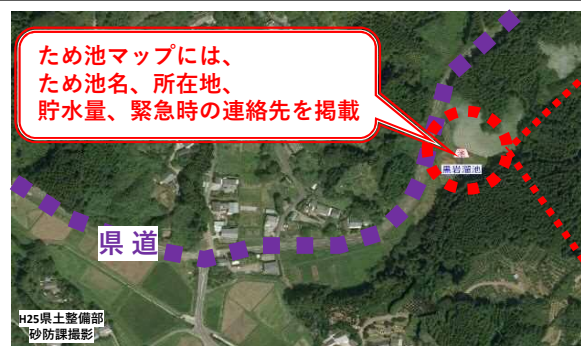 ため池マップには、
ため池名、所在地、
貯水量、緊急時の連絡先を掲載
黒岩溜池
県道
H25県土整備部
砂防課撮影